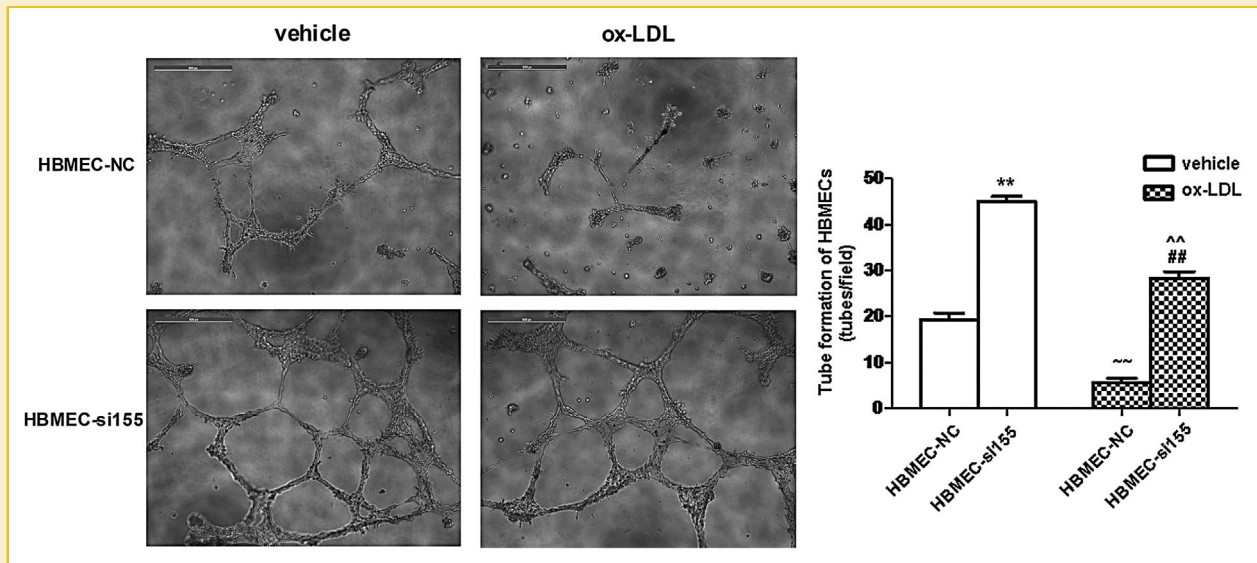 vehicle
ox-LDL
HBMEC-NC
HBMEC-si155
Tube formation of HBMECs
(tubes/field)
50
40
30
20
10
0
**
~~
^^
##
vehicle
ox-LDL
HBMEC-NC
HBMEC-si155
HBMEC-NC
HBMEC-si155